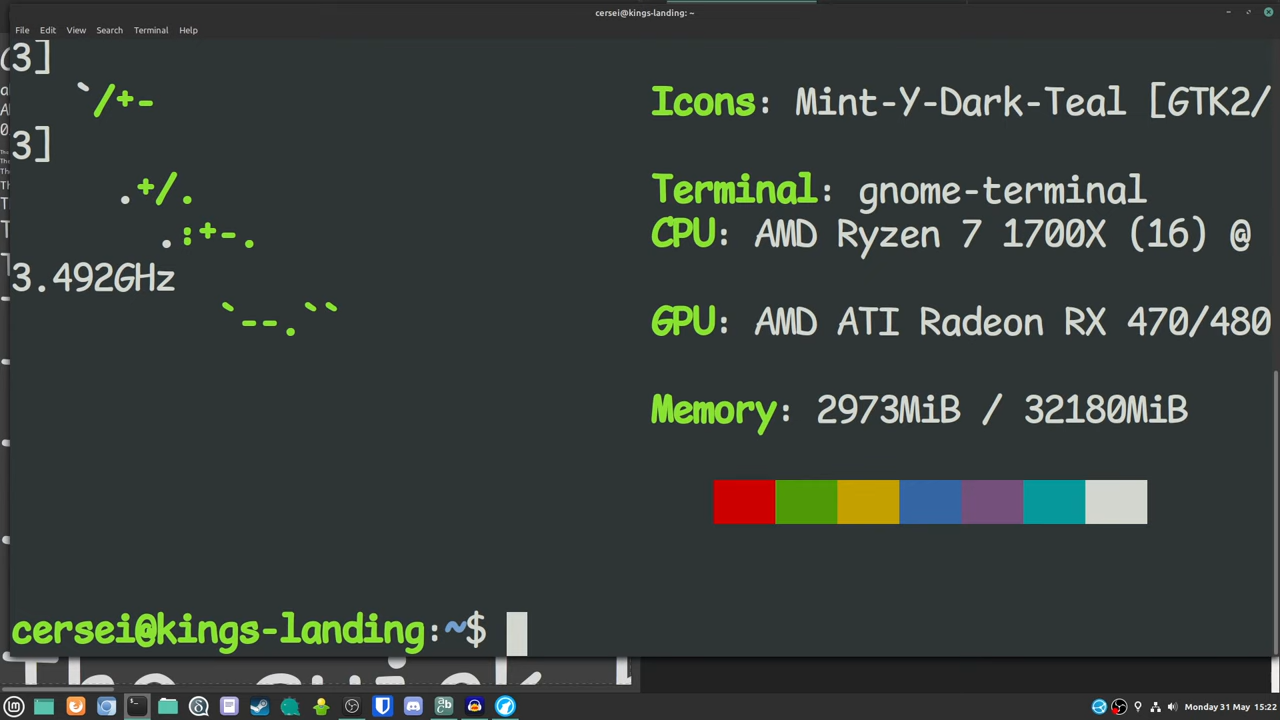 cersei@kings-landing: ~
File Edit View Search Terminal Help
3]
`/+- Icons: Mint-Y-Dark-Teal [GTK2/
3]
.+/. Terminal: gnome-terminal
.:+-. CPU: AMD Ryzen 7 1700X (16) @
3.492GHz
`--.`` GPU: AMD ATI Radeon RX 470/480
Memory: 2973MiB / 32180MiB
cersei@kings-landing:~$
The quick
Monday 31 May 15:22